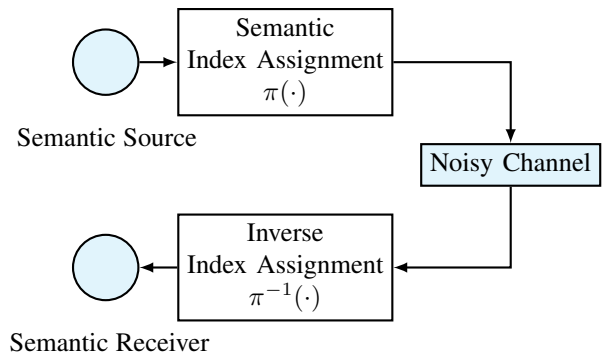 Semantic
Index Assignment
π(·)
Semantic Source
Noisy Channel
Inverse
Index Assignment
π⁻¹(·)
Semantic Receiver